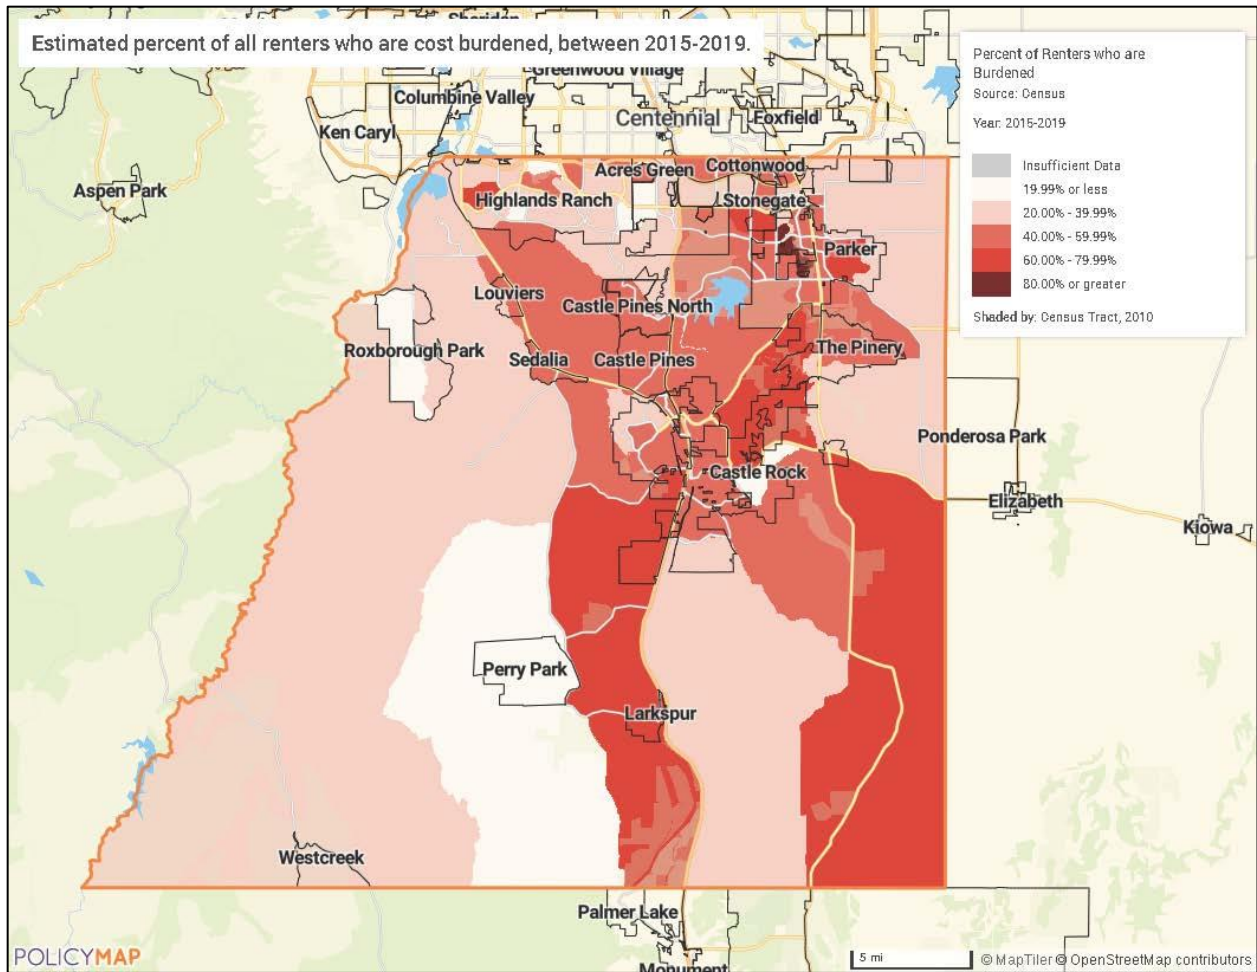 Sheridan
Estimated percent of all renters who are cost burdened, between 2015-2019.
Greenwood Village
Columbine Valley
Centennial
Foxfield
Ken Caryl
Percent of Renters who are
Burdened
Source: Census
Year: 2015-2019
Insufficient Data
19.99% or less
20.00% - 39.99%
40.00% - 59.99%
60.00% - 79.99%
80.00% or greater
Shaded by: Census Tract, 2010
Acres Green
Cottonwood
Aspen Park
Highlands Ranch
Stonegate
Parker
Louviers
Castle Pines North
Roxborough Park
Sedalia
Castle Pines
The Pinery
Ponderosa Park
Castle Rock
Elizabeth
Kiowa
Perry Park
Larkspur
Westcreek
Palmer Lake
Monument
POLICYMAP
5 mi
© MapTiler © OpenStreetMap contributors